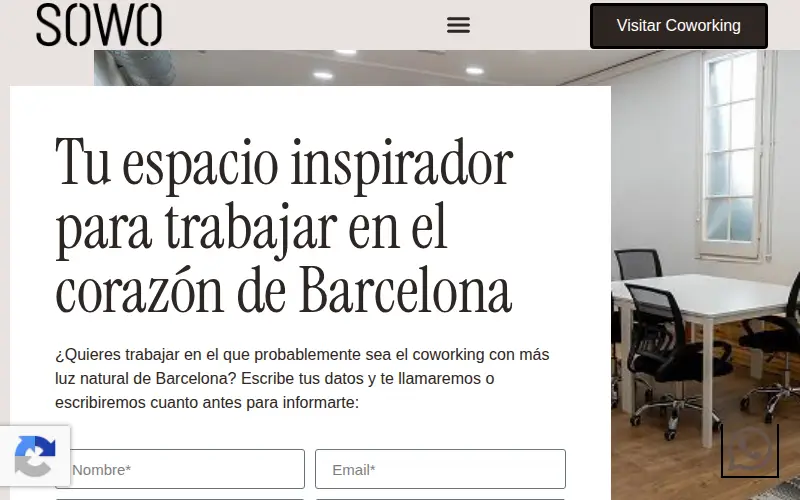 SOWO
Visitar Coworking
Tu espacio inspirador
para trabajar en el
corazón de Barcelona
¿Quieres trabajar en el que probablemente sea el coworking con más
luz natural de Barcelona? Escribe tus datos y te llamaremos o
escribiremos cuanto antes para informarte:
Nombre*
Email*